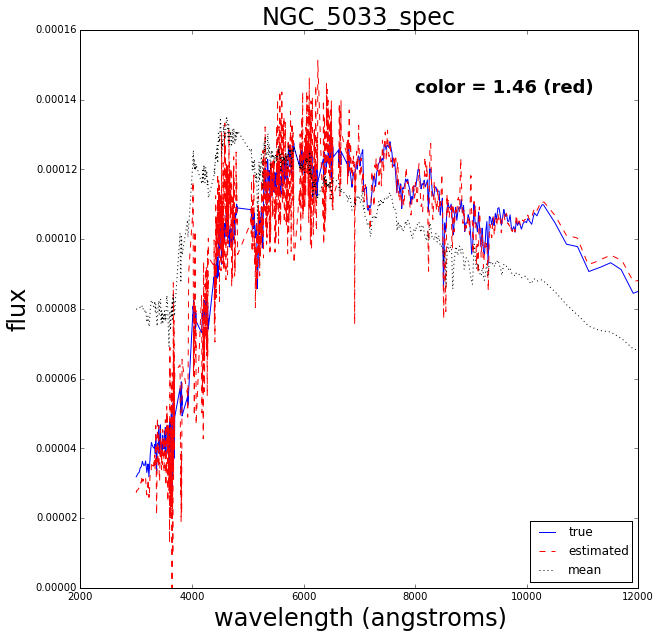 NGC_5033_spec
0.00016
color = 1.46 (red)
0.00014
0.00012
0.00010
flux
0.00008
0.00006
0.00004
0.00002
true
estimated
mean
0.00000
2000 4000 6000 8000 10000 12000
wavelength (angstroms)